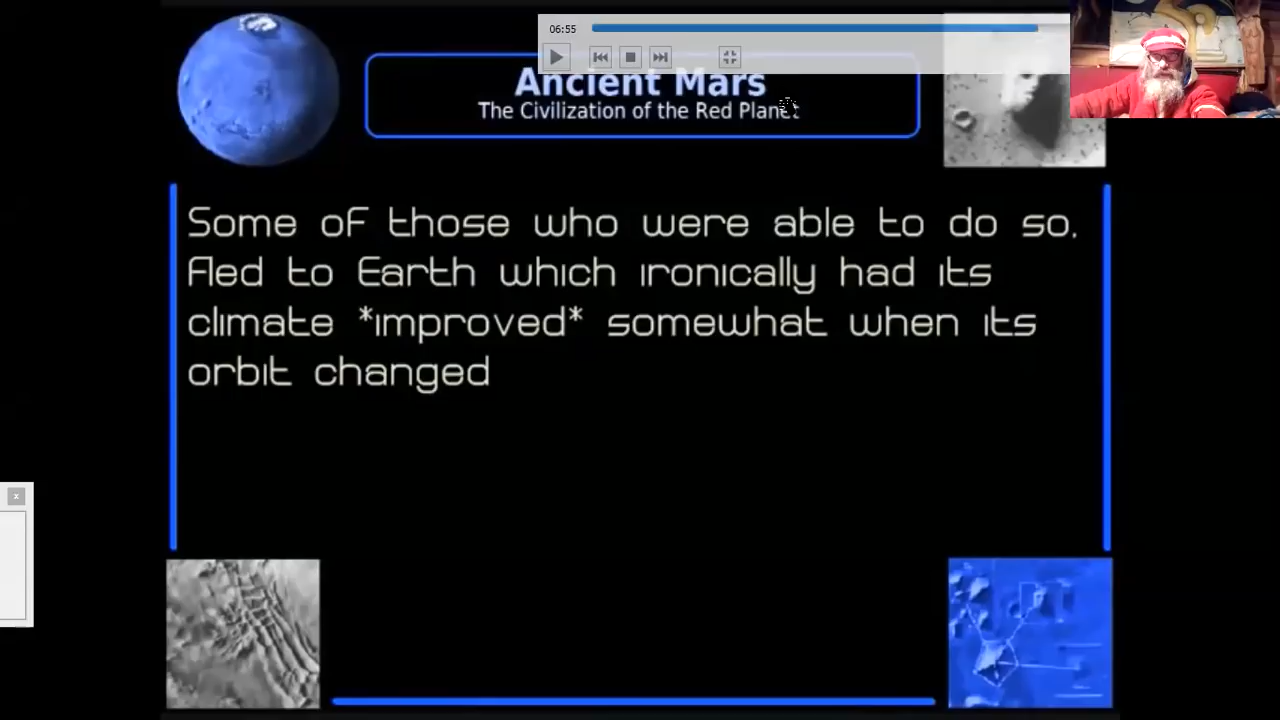 06:55
Ancient Mars
The Civilization of the Red Planet
Some of those who were able to do so,
fled to Earth which ironically had its
climate *improved* somewhat when its
orbit changed
x